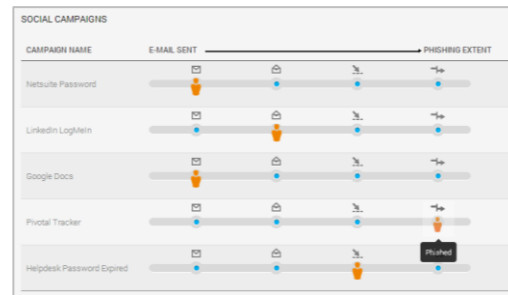 SOCIAL CAMPAIGNS
CAMPAIGN NAME E-MAIL SENT PHISHING EXTENT
Netsuite Password
Linkedin LogMeIn
Google Docs
Pivotal Tracker
Phished
Helpdesk Password Expired